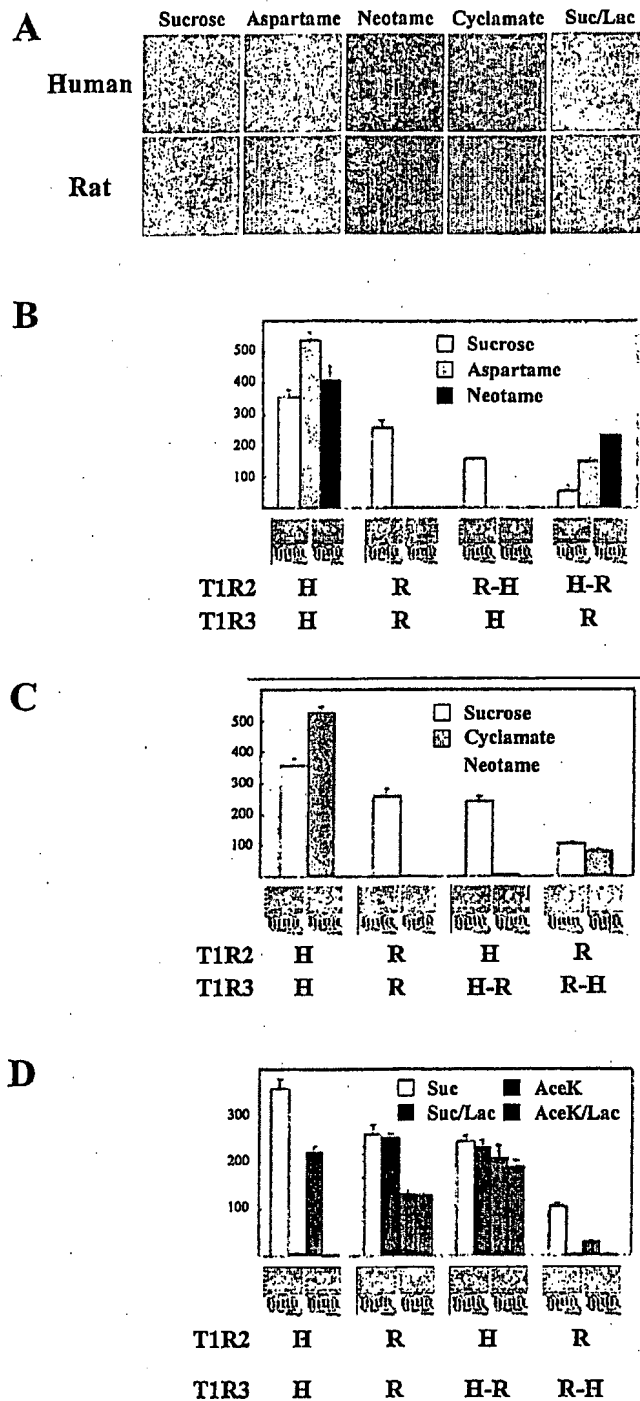 A
Sucrose Aspartame Neotame Cyclamate Suc/Lac
Human
Rat
B
500
400
300
200
100
Sucrose
Aspartame
Neotame
T1R2 H R R-H H-R
T1R3 H R H R
C
500
400
300
200
100
Sucrose
Cyclamate
Neotame
T1R2 H R H R
T1R3 H R H-R R-H
D
300
200
100
Suc AceK
Suc/Lac AceK/Lac
T1R2 H R H R
T1R3 H R H-R R-H